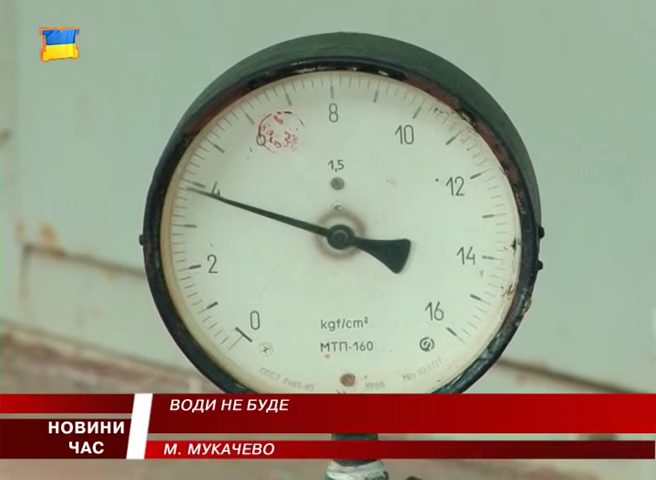 8
6
10
1,5
4
12
2
14
0
16
kgf/cm²
МТП-160
1988
ВОДИ НЕ БУДЕ
НОВИНИ
ЧАС
М. МУКАЧЕВО